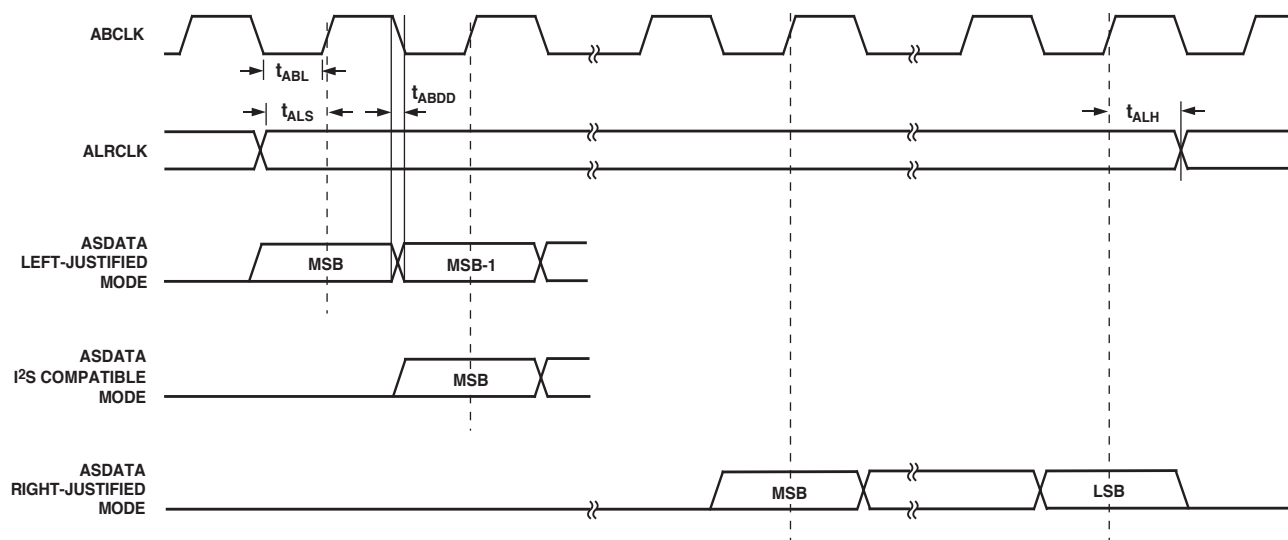 ABCLK
tABL
tABDD
tALS
tALH
ALRCLK
ASDATA
LEFT-JUSTIFIED
MODE
MSB
MSB-1
ASDATA
I²S COMPATIBLE
MODE
MSB
ASDATA
RIGHT-JUSTIFIED
MODE
MSB
LSB